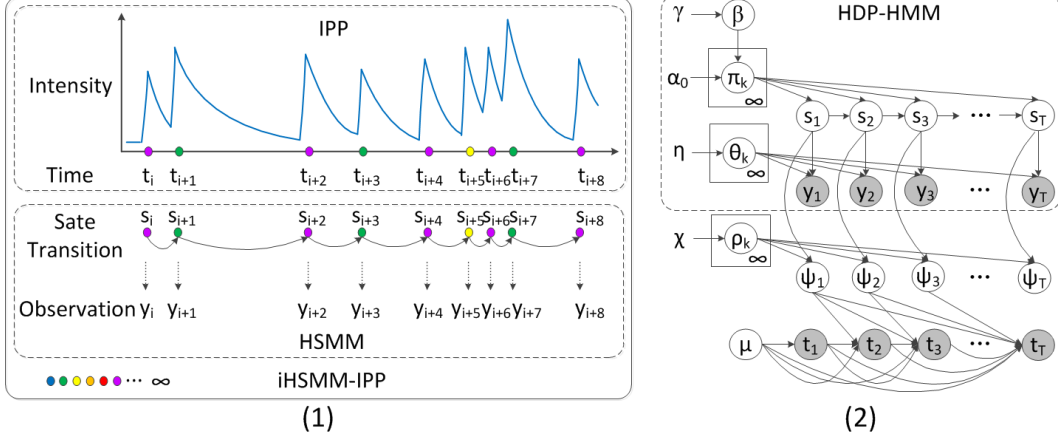 IPP
Intensity
Time
t_i t_{i+1} t_{i+2} t_{i+3} t_{i+4} t_{i+5} t_{i+6} t_{i+7} t_{i+8}
Sate
Transition
s_i s_{i+1} s_{i+2} s_{i+3} s_{i+4} s_{i+5} s_{i+6} s_{i+7} s_{i+8}
Observation
y_i y_{i+1} y_{i+2} y_{i+3} y_{i+4} y_{i+5} y_{i+6} y_{i+7} y_{i+8}
HSMM
··· ∞
iHSMM-IPP
(1)
HDP-HMM
γ β
α_0 π_k ∞
s_1 s_2 s_3 ··· s_T
η θ_k ∞
y_1 y_2 y_3 ··· y_T
χ ρ_k ∞
ψ_1 ψ_2 ψ_3 ··· ψ_T
μ t_1 t_2 t_3 ··· t_T
(2)